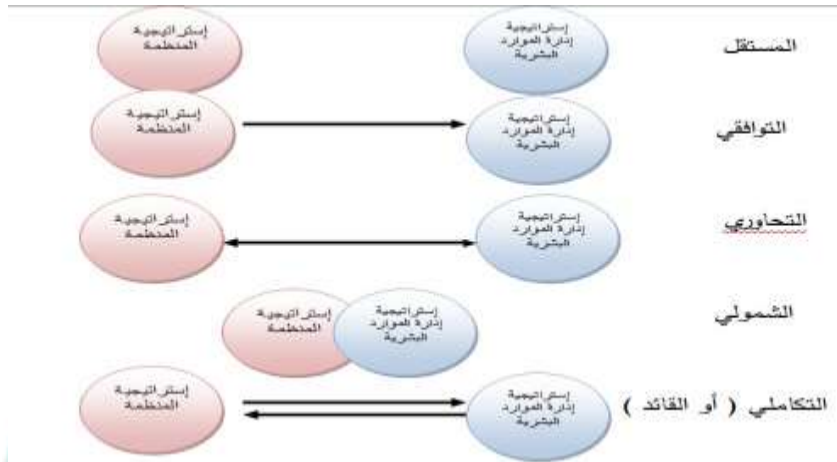 المستقل
إستراتيجية
إدارة الموارد
البشرية
إستراتيجية
المنظمة
التوافقي
إستراتيجية
إدارة الموارد
البشرية
إستراتيجية
المنظمة
التحاوري
إستراتيجية
إدارة الموارد
البشرية
إستراتيجية
المنظمة
الشمولي
إستراتيجية
إدارة الموارد
البشرية
إستراتيجية
المنظمة
التكاملي ( أو القائد )
إستراتيجية
إدارة الموارد
البشرية
إستراتيجية
المنظمة